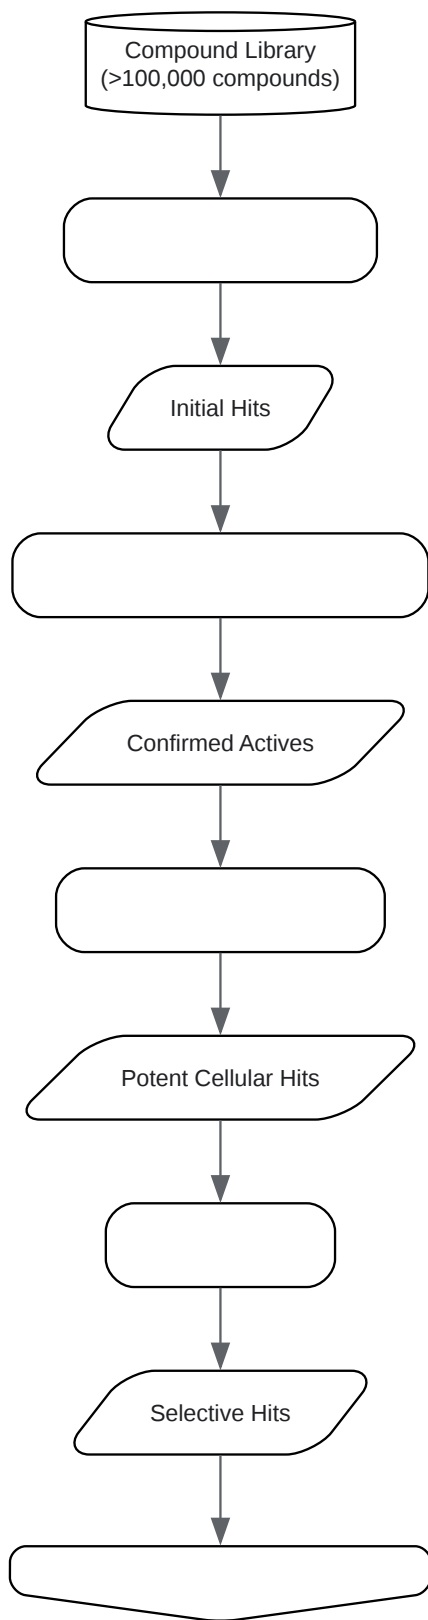 Compound Library
(>100,000 compounds)
Initial Hits
Confirmed Actives
Potent Cellular Hits
Selective Hits